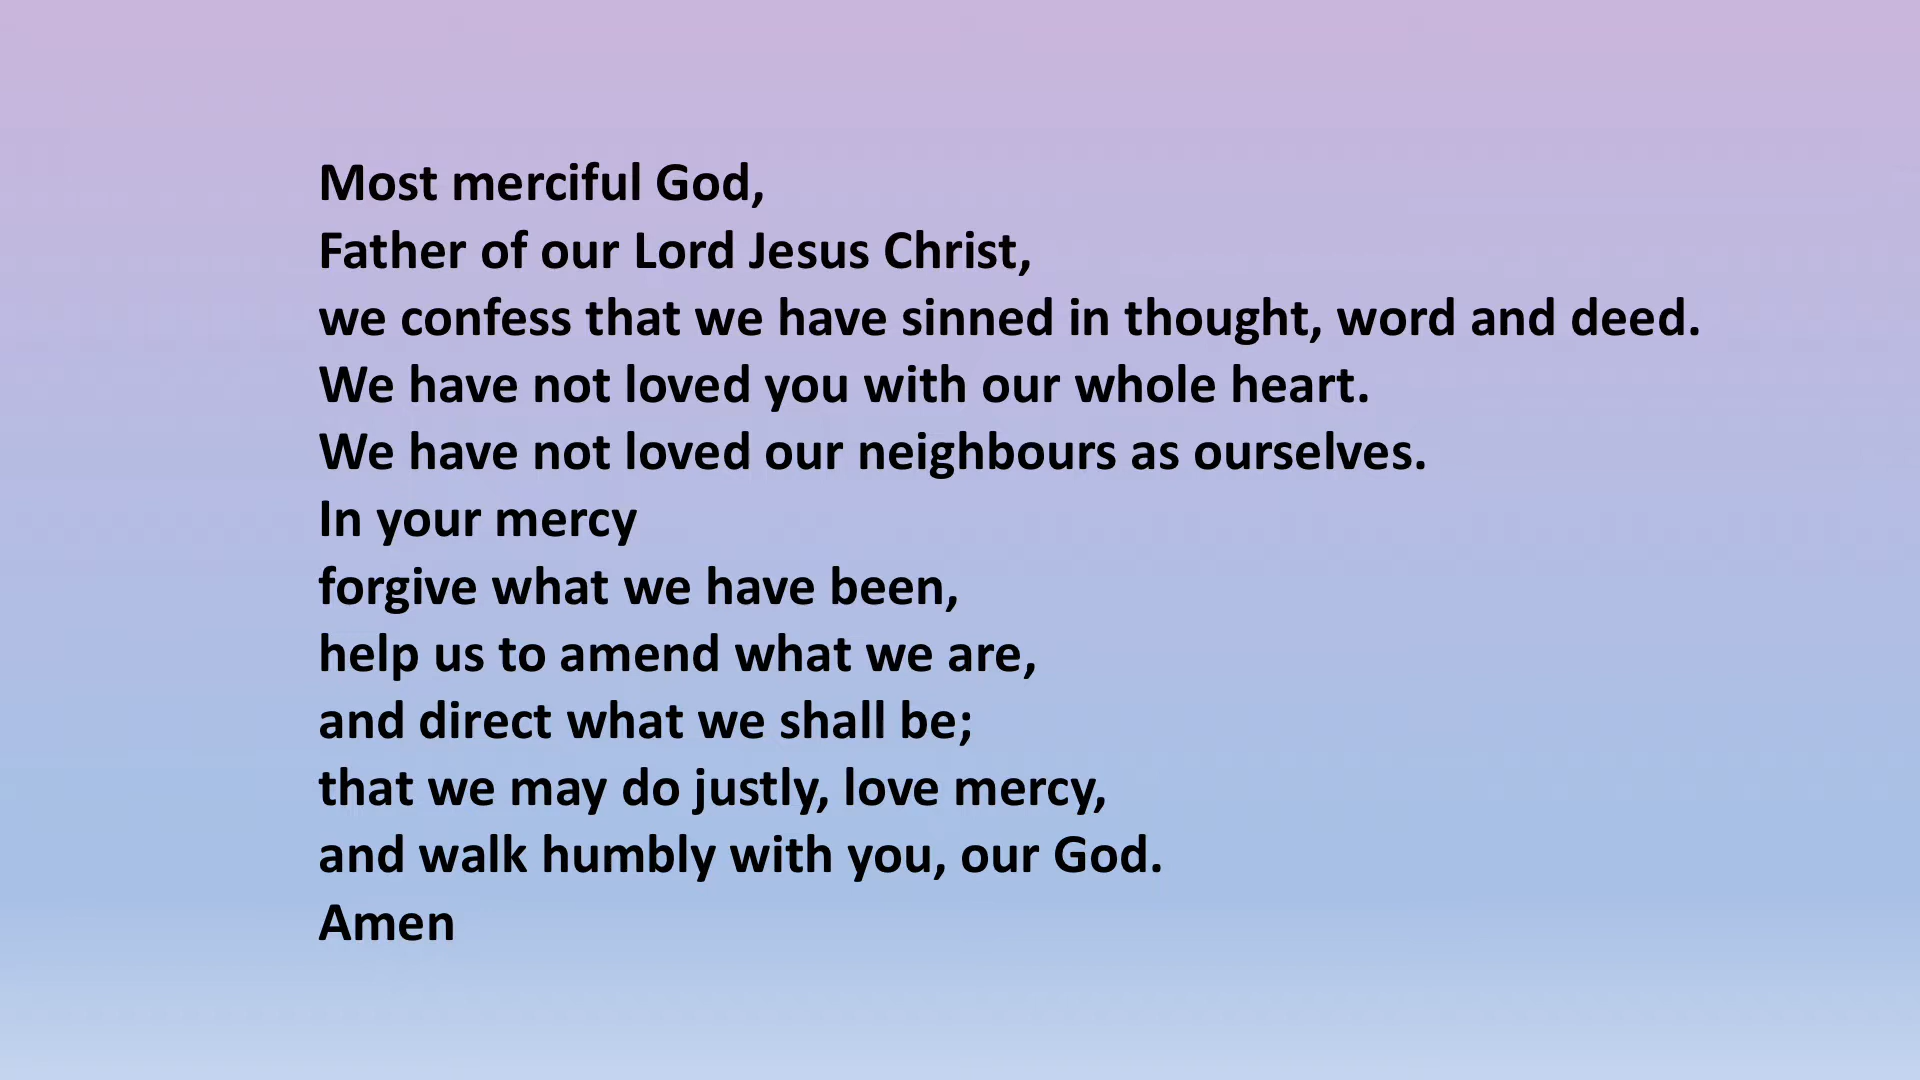 Most merciful God,
Father of our Lord Jesus Christ,
we confess that we have sinned in thought, word and deed.
We have not loved you with our whole heart.
We have not loved our neighbours as ourselves.
In your mercy
forgive what we have been,
help us to amend what we are,
and direct what we shall be;
that we may do justly, love mercy,
and walk humbly with you, our God.
Amen